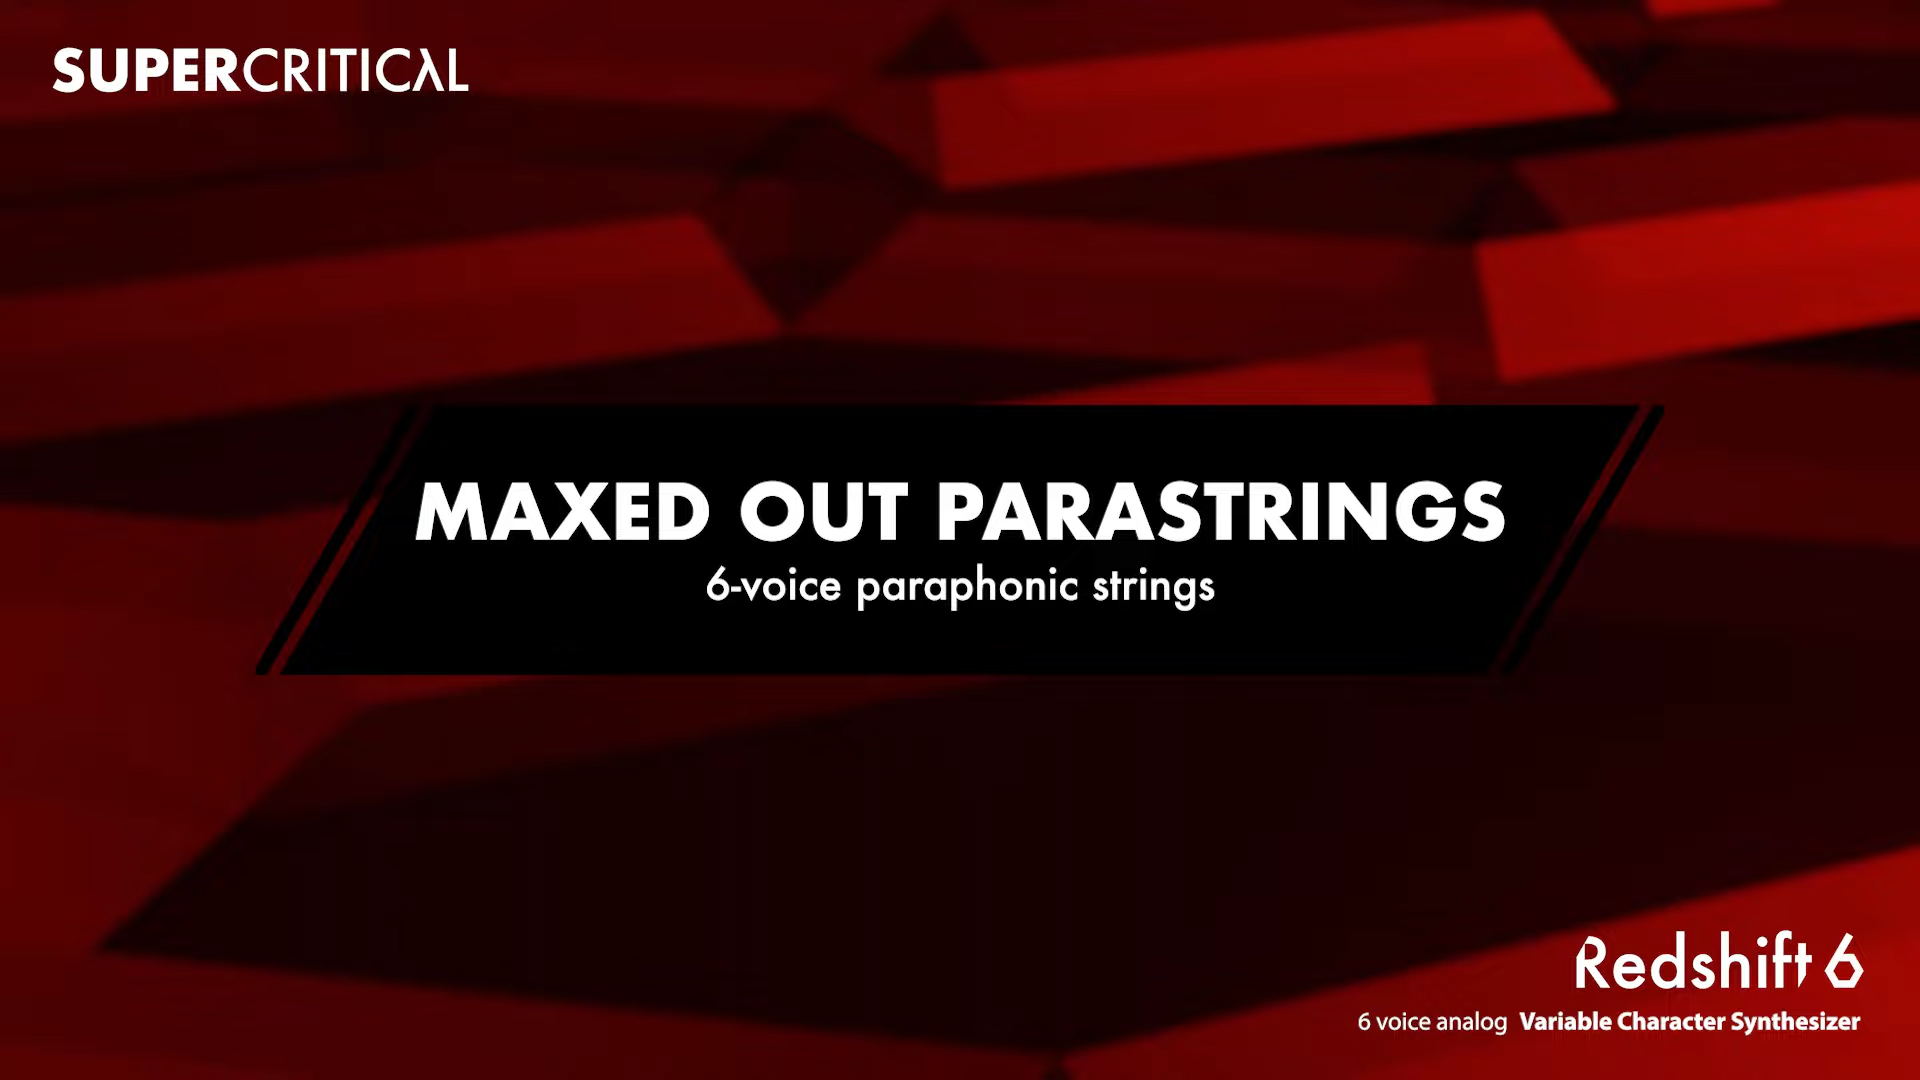 SUPERCRITICAL
MAXED OUT PARASTRINGS
6-voice paraphonic strings
Redshift 6
6 voice analog Variable Character Synthesizer